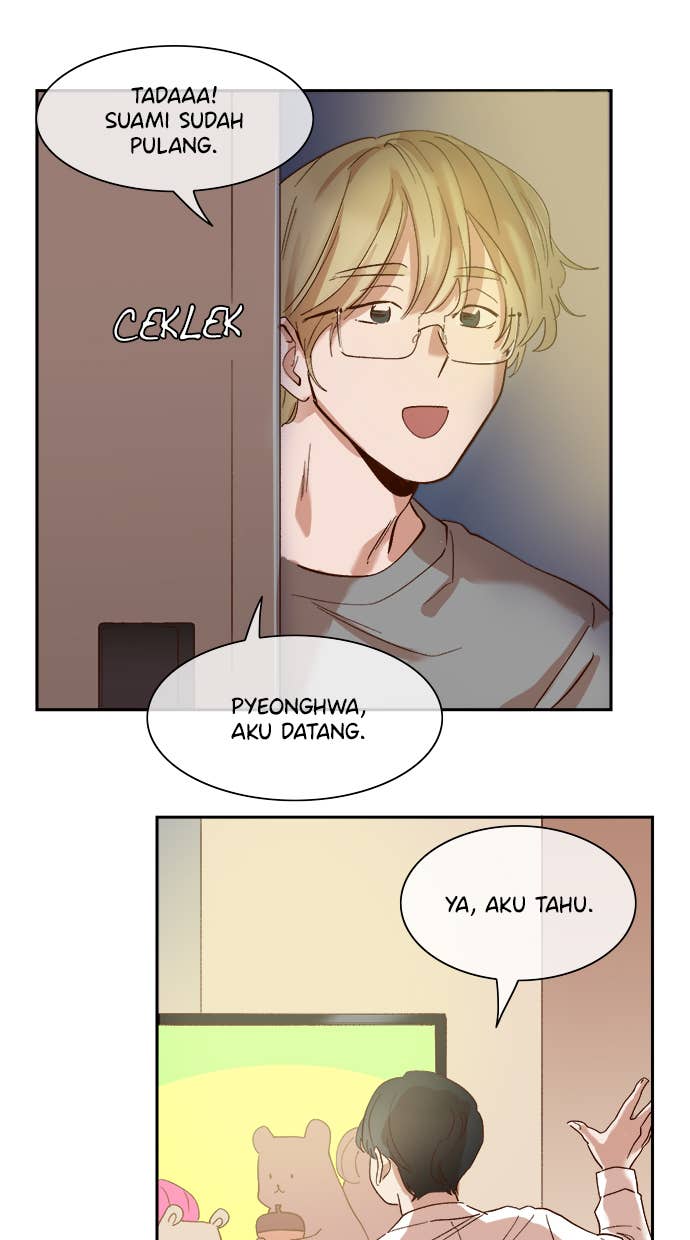 TADAAA!
SUAMI SUDAH
PULANG.
CEKLEK
PYEONGHWA,
AKU DATANG.
YA, AKU TAHU.